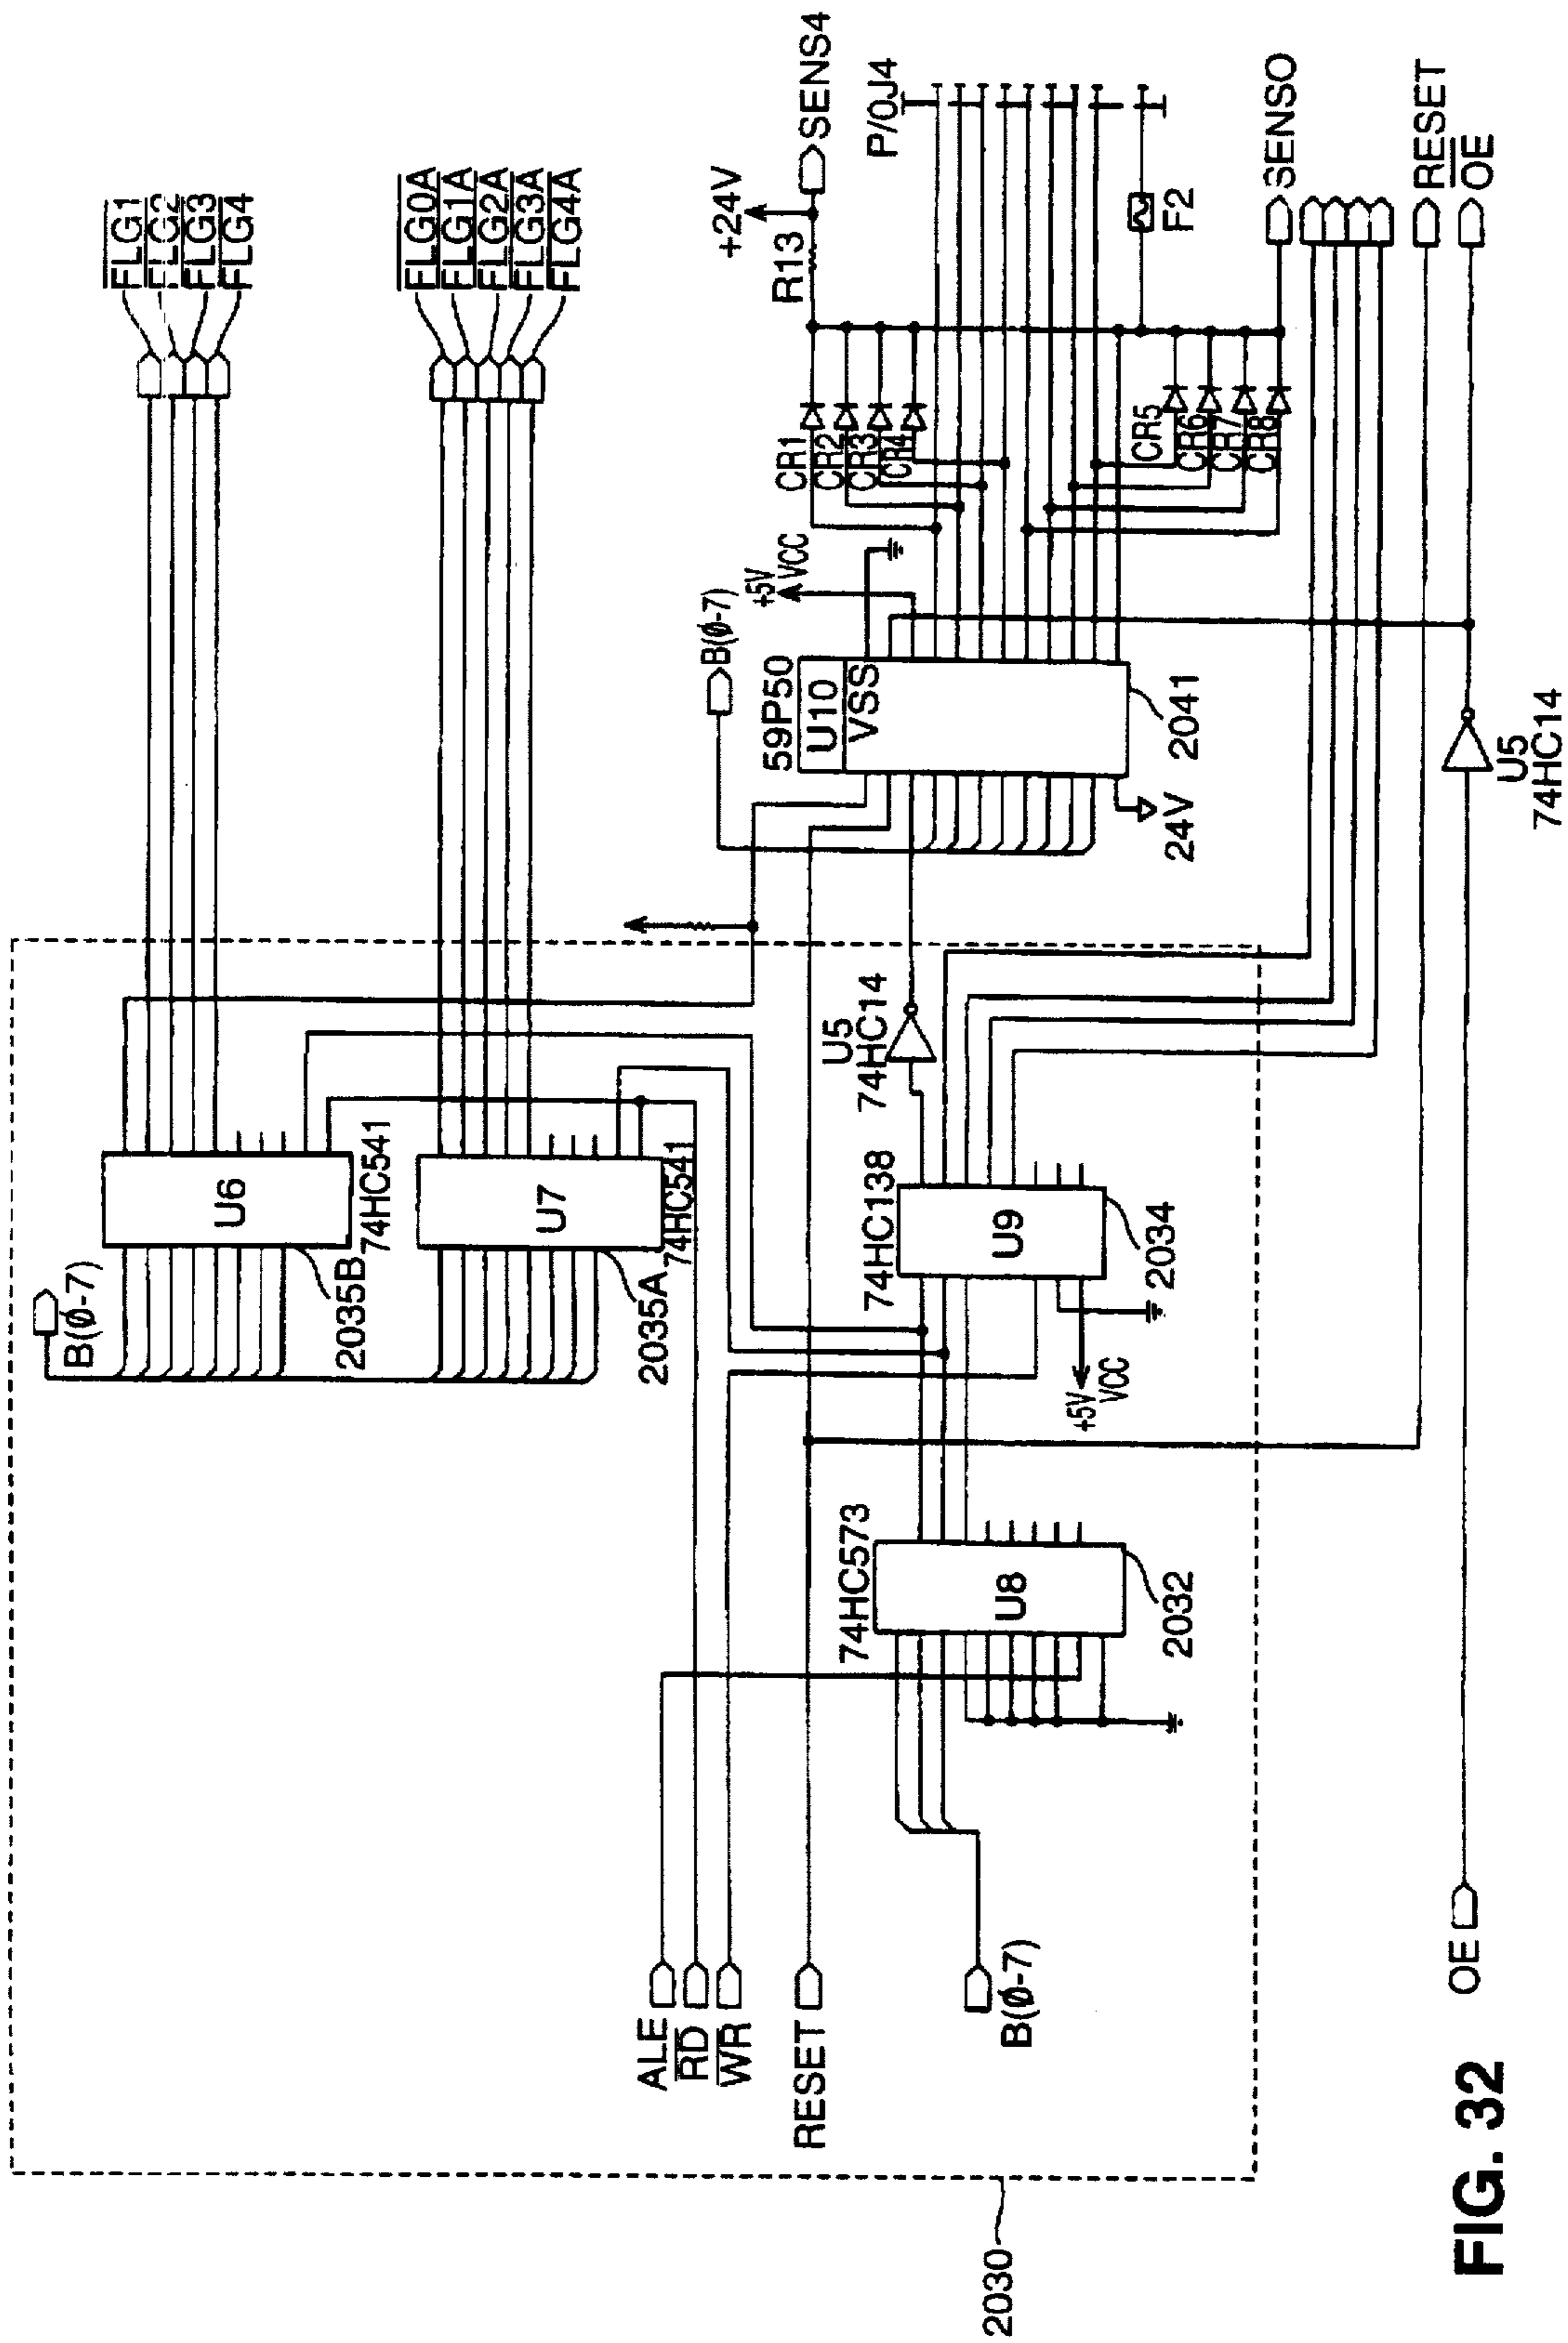 FLG1
FLG2
FLG3
FLG4
FLG0A
FLG1A
FLG2A
FLG3A
FLG4A
B(Ø-7)
U6
74HC541
2035B
U7
74HC541
2035A
+24V
SENS4
R13
P/OJ4
CR1
CR2
CR3
CR4
CR5
CR6
CR7
CR8
F2
SENSO
RESET
OE
B(Ø-7)
+5V
VCC
59P50
U10
VSS
2041
24V
U5
74HC14
U5
74HC14
74HC138
U9
2034
+5V
VCC
74HC573
U8
2032
ALE
RD
WR
RESET
B(Ø-7)
OE
2030
FIG. 32